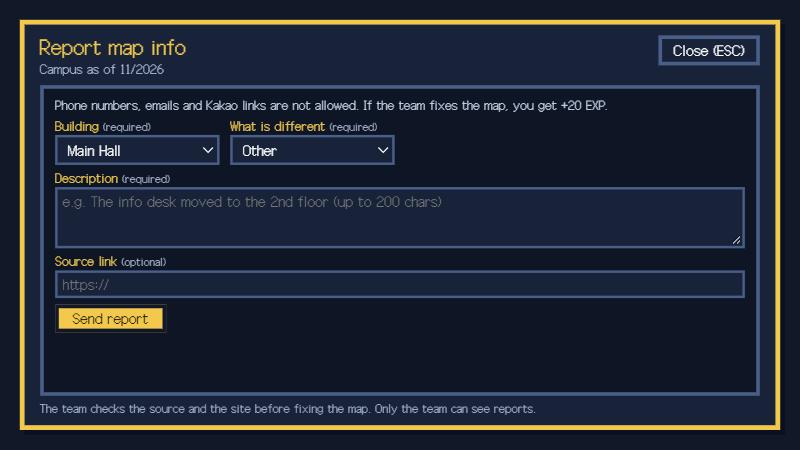 Report map info
Close (ESC)
Campus as of 11/2026
Phone numbers, emails and Kakao links are not allowed. If the team fixes the map, you get +20 EXP.
Building (required)
What is different (required)
Main Hall
Other
Description (required)
e.g. The info desk moved to the 2nd floor (up to 200 chars)
Source link (optional)
https://
Send report
The team checks the source and the site before fixing the map. Only the team can see reports.